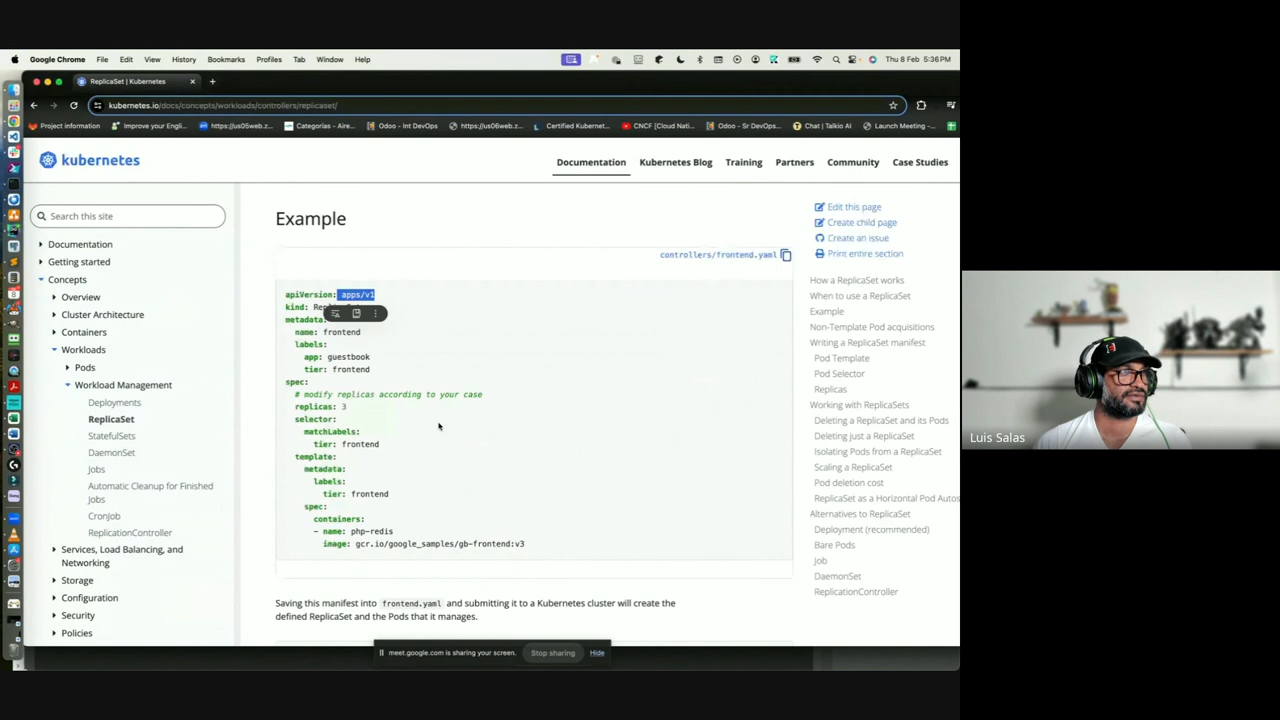 Google Chrome File Edit View History Bookmarks Profiles Tab Window Help Thu 8 Feb 5:36 PM
ReplicaSet | Kubernetes
kubernetes.io/docs/concepts/workloads/controllers/replicaset/
Project information Improve your Engli... https://us06web.z... Categorías - Aire... Odoo - Int DevOps https://us06web.z... Certified Kubernet... CNCF [Cloud Nati... Odoo - Sr DevOps... Chat | Talkio AI Launch Meeting -...
kubernetes
Documentation Kubernetes Blog Training Partners Community Case Studies
Search this site
Documentation
Getting started
Concepts
Overview
Cluster Architecture
Containers
Workloads
Pods
Workload Management
Deployments
ReplicaSet
StatefulSets
DaemonSet
Jobs
Automatic Cleanup for Finished
Jobs
CronJob
ReplicationController
Services, Load Balancing, and
Networking
Storage
Configuration
Security
Policies
Example
controllers/frontend.yaml
apiVersion: apps/v1
kind: Rep
metadata
name: frontend
labels:
app: guestbook
tier: frontend
spec:
# modify replicas according to your case
replicas: 3
selector:
matchLabels:
tier: frontend
template:
metadata:
labels:
tier: frontend
spec:
containers:
- name: php-redis
image: gcr.io/google_samples/gb-frontend:v3
Saving this manifest into frontend.yaml and submitting it to a Kubernetes cluster will create the
defined ReplicaSet and the Pods that it manages.
Edit this page
Create child page
Create an issue
Print entire section
How a ReplicaSet works
When to use a ReplicaSet
Example
Non-Template Pod acquisitions
Writing a ReplicaSet manifest
Pod Template
Pod Selector
Replicas
Working with ReplicaSets
Deleting a ReplicaSet and its Pods
Deleting just a ReplicaSet
Isolating Pods from a ReplicaSet
Scaling a ReplicaSet
Pod deletion cost
ReplicaSet as a Horizontal Pod Autos
Alternatives to ReplicaSet
Deployment (recommended)
Bare Pods
Job
DaemonSet
ReplicationController
meet.google.com is sharing your screen. Stop sharing Hide
Luis Salas